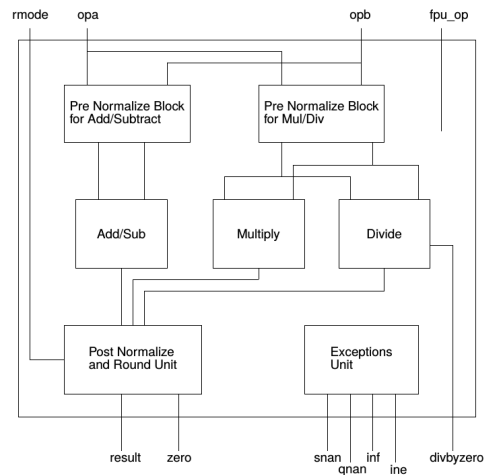 rmode opa opb fpu_op
Pre Normalize Block
for Add/Subtract
Pre Normalize Block
for Mul/Div
Add/Sub
Multiply
Divide
Post Normalize
and Round Unit
Exceptions
Unit
result zero snan qnan inf ine divbyzero